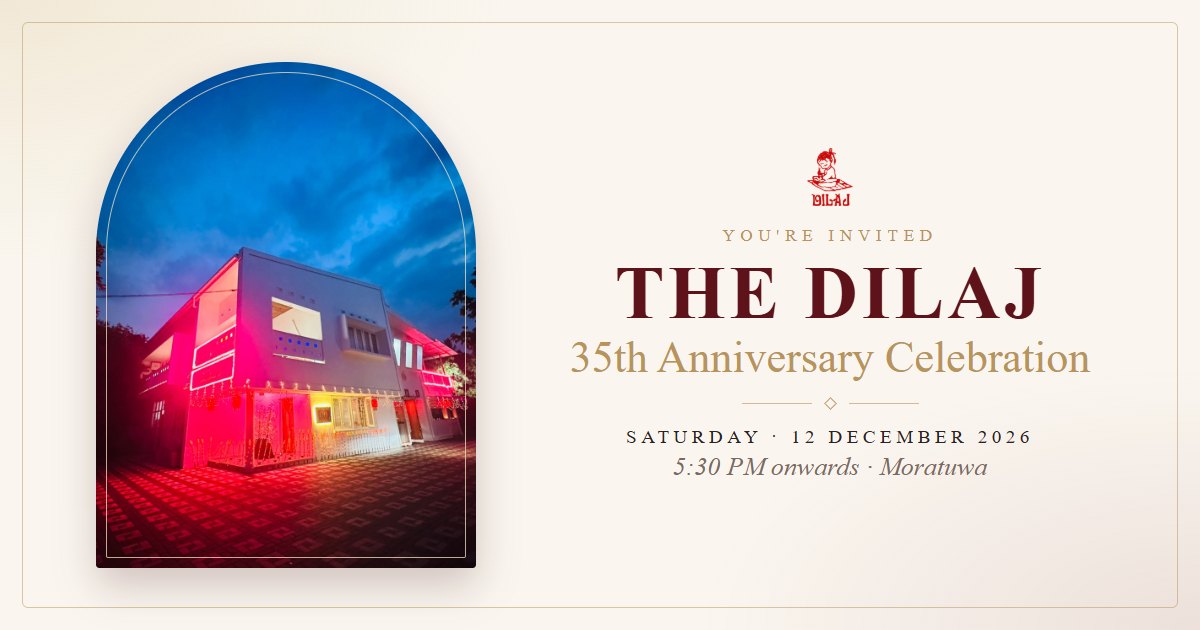 DILAJ
YOU'RE INVITED
THE DILAJ
35th Anniversary Celebration
SATURDAY · 12 DECEMBER 2026
5:30 PM onwards · Moratuwa